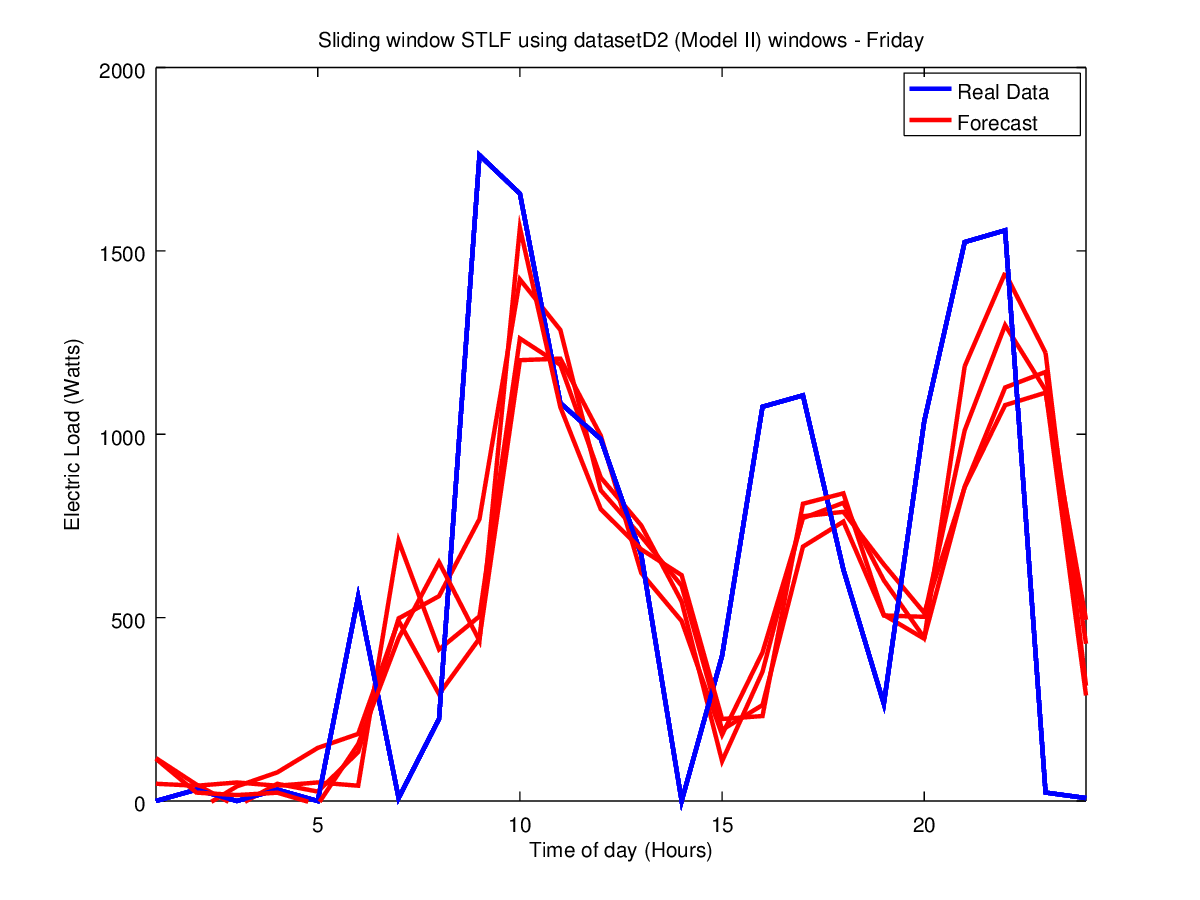 Sliding window STLF using datasetD2 (Model II) windows - Friday
Real Data
Forecast
2000
1500
1000
500
0
Electric Load (Watts)
5
10
15
20
Time of day (Hours)